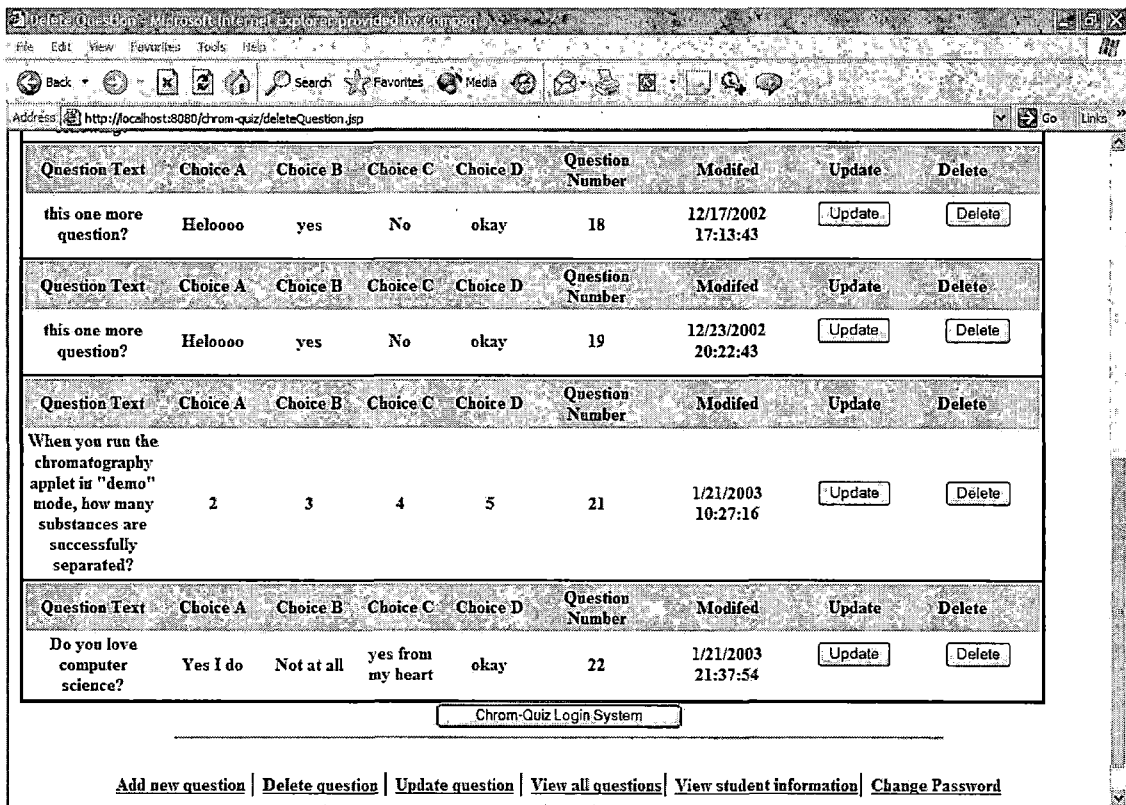 Delete Question - Microsoft Internet Explorer provided by Compaq
File Edit View Favorites Tools Help
Back Search Favorites Media
Address http://localhost:8080/chrom-quiz/deleteQuestion.jsp Go Links »
Question Text Choice A Choice B Choice C Choice D Question Number Modifed Update Delete
this one more question? Heloooo yes No okay 18 12/17/2002 17:13:43 Update Delete
Question Text Choice A Choice B Choice C Choice D Question Number Modifed Update Delete
this one more question? Heloooo yes No okay 19 12/23/2002 20:22:43 Update Delete
Question Text Choice A Choice B Choice C Choice D Question Number Modifed Update Delete
When you run the chromatography applet in "demo" mode, how many substances are successfully separated? 2 3 4 5 21 1/21/2003 10:27:16 Update Delete
Question Text Choice A Choice B Choice C Choice D Question Number Modifed Update Delete
Do you love computer science? Yes I do Not at all yes from my heart okay 22 1/21/2003 21:37:54 Update Delete
Chrom-Quiz Login System
Add new question | Delete question | Update question | View all questions | View student information | Change Password